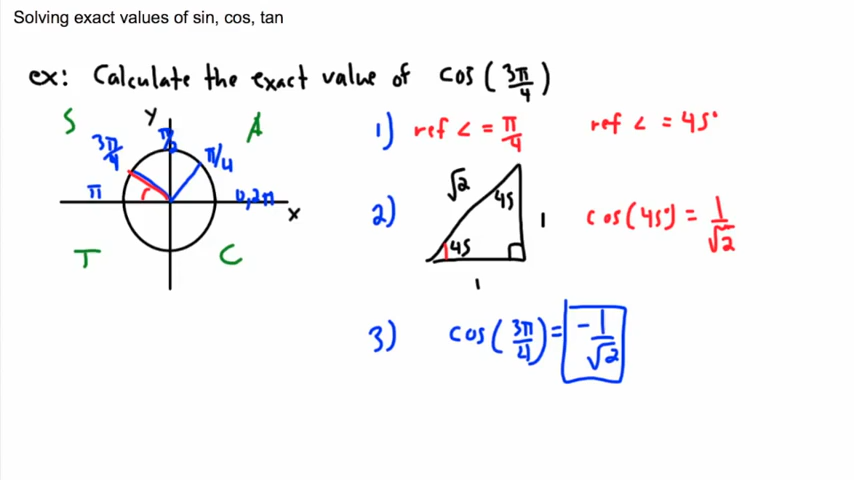 Solving exact values of sin, cos, tan
ex: Calculate the exact value of cos(3π/4)
S
y
π/2
A
3π/4
π/4
π
0,2π
x
T
C
1) ref ∠ = π/4
ref ∠ = 45°
2)
√2
45
45
1
1
cos(45°) = 1/√2
3) cos(3π/4) = -1/√2